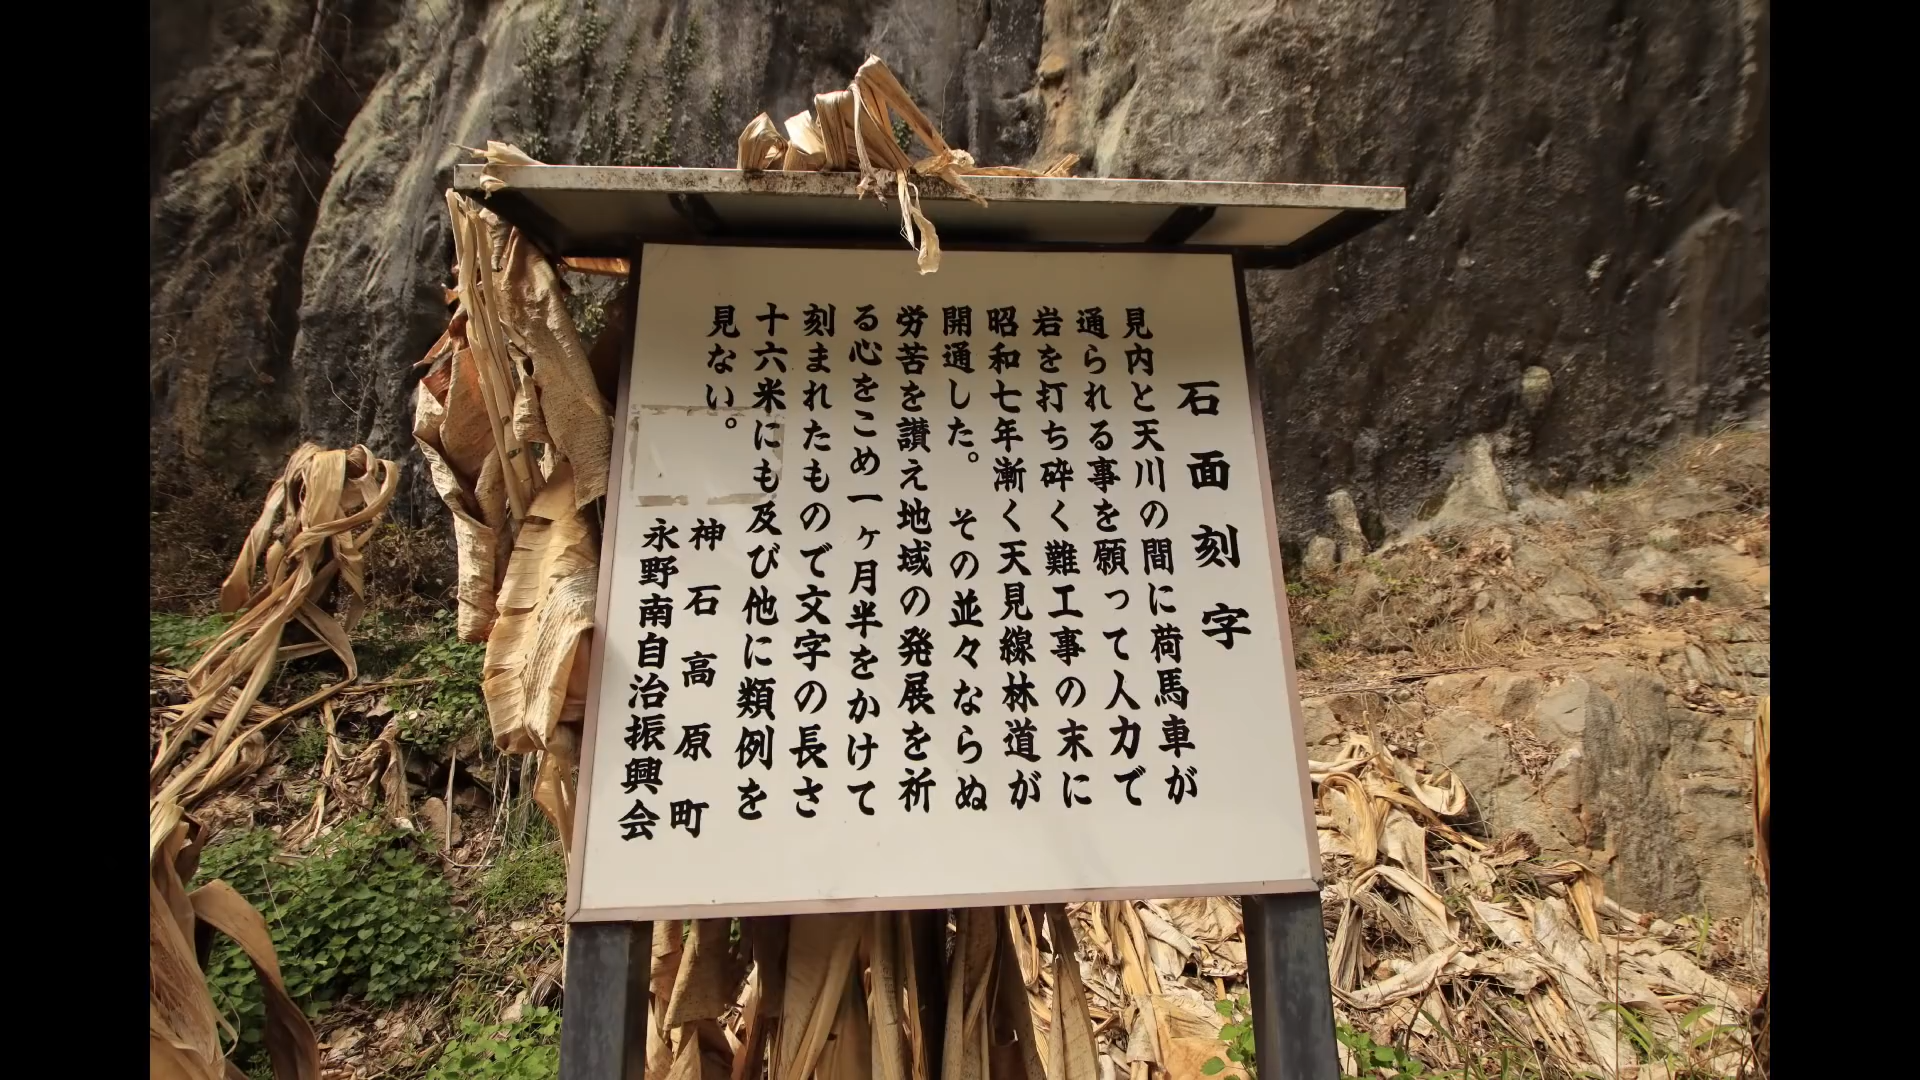 石面刻字
見内と天川の間に荷馬車が
通られる事を願って人力で
岩を打ち砕く難工事の末に
昭和七年漸く天見線林道が
開通した。その並々ならぬ
労苦を讃え地域の発展を祈
る心をこめ一ヶ月半をかけて
刻まれたもので文字の長さ
十六米にも及び他に類例を
見ない。
神石高原町
永野南自治振興会